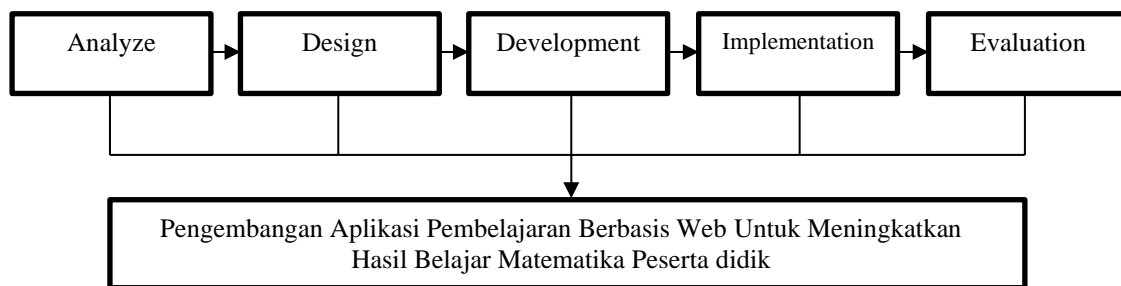 Analyze
Design
Development
Implementation
Evaluation
Pengembangan Aplikasi Pembelajaran Berbasis Web Untuk Meningkatkan
Hasil Belajar Matematika Peserta didik